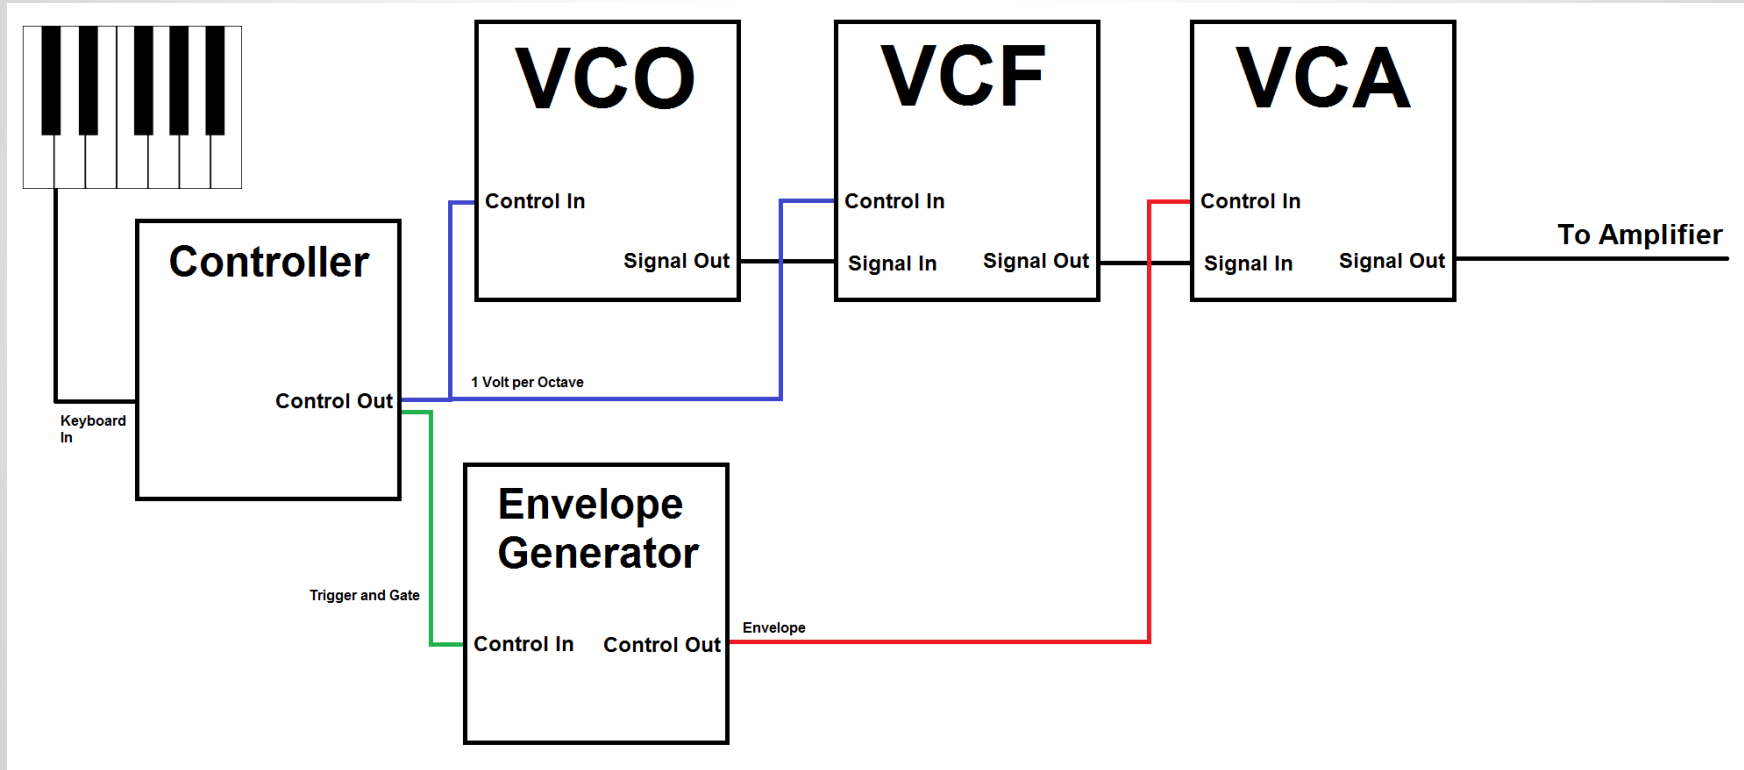 VCO
VCF
VCA
Control In
Control In
Control In
Signal Out
Signal In
Signal Out
Signal In
Signal Out
To Amplifier
Controller
1 Volt per Octave
Control Out
Keyboard
In
Envelope
Generator
Trigger and Gate
Envelope
Control In
Control Out